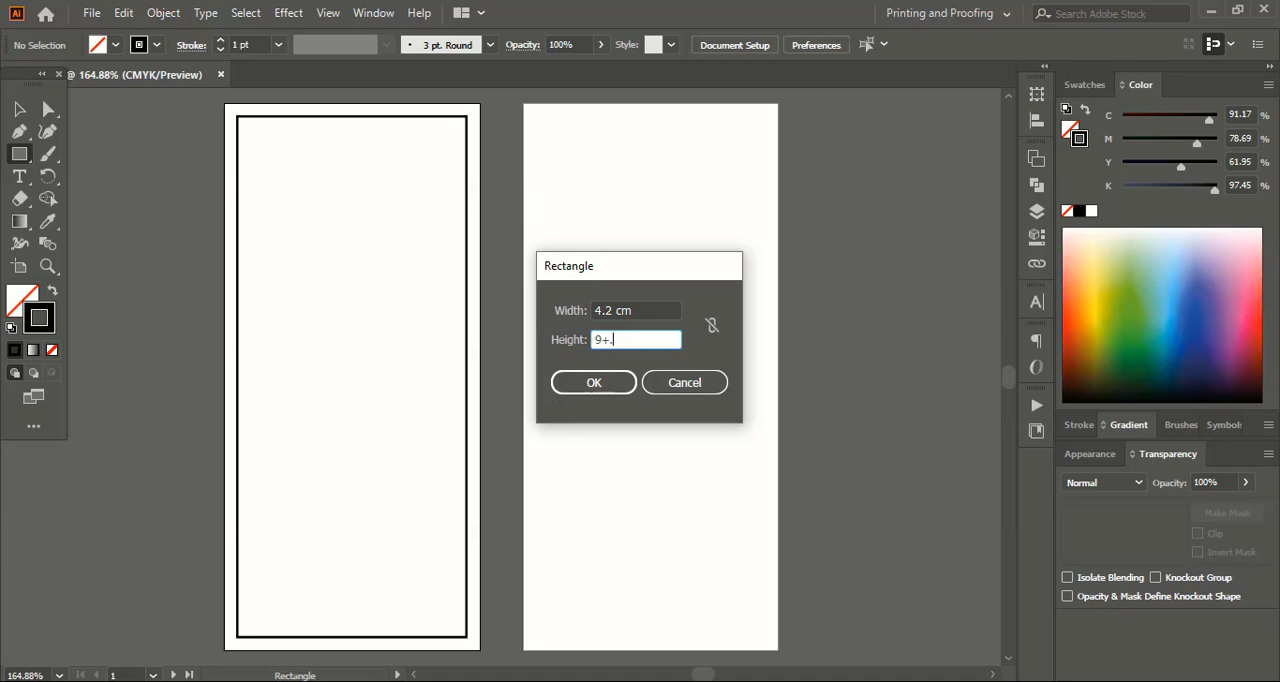 Ai File Edit Object Type Select Effect View Window Help Printing and Proofing Search Adobe Stock
No Selection Stroke: 1 pt 3 pt. Round Opacity: 100% Style: Document Setup Preferences
@ 164.88% (CMYK/Preview)
Swatches Color
C 91.17 %
M 78.69 %
Y 61.95 %
K 97.45 %
Rectangle
Width: 4.2 cm
Height: 9+.
OK Cancel
Stroke Gradient Brushes Symbols
Appearance Transparency
Normal Opacity: 100%
Make Mask
Clip
Invert Mask
Isolate Blending Knockout Group
Opacity & Mask Define Knockout Shape
164.88% 1 Rectangle